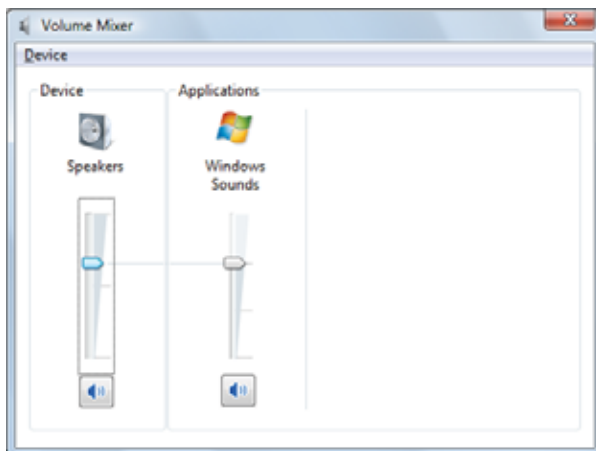 Volume Mixer
Device
Device
Applications
Speakers
Windows
Sounds